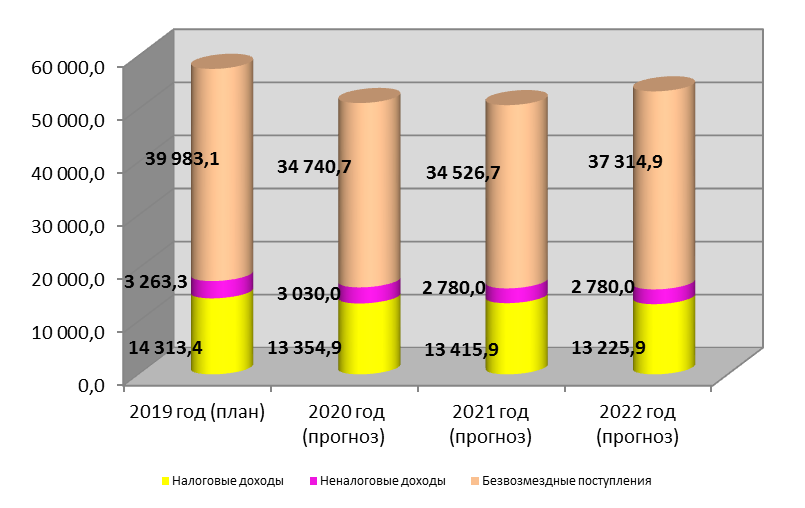 60 000,0
50 000,0
40 000,0
30 000,0
20 000,0
10 000,0
0,0
39 983,1
34 740,7
34 526,7
37 314,9
3 263,3
3 030,0
2 780,0
2 780,0
14 313,4
13 354,9
13 415,9
13 225,9
2019 год (план)
2020 год
(прогноз)
2021 год
(прогноз)
2022 год
(прогноз)
Налоговые доходы
Неналоговые доходы
Безвозмездные поступления